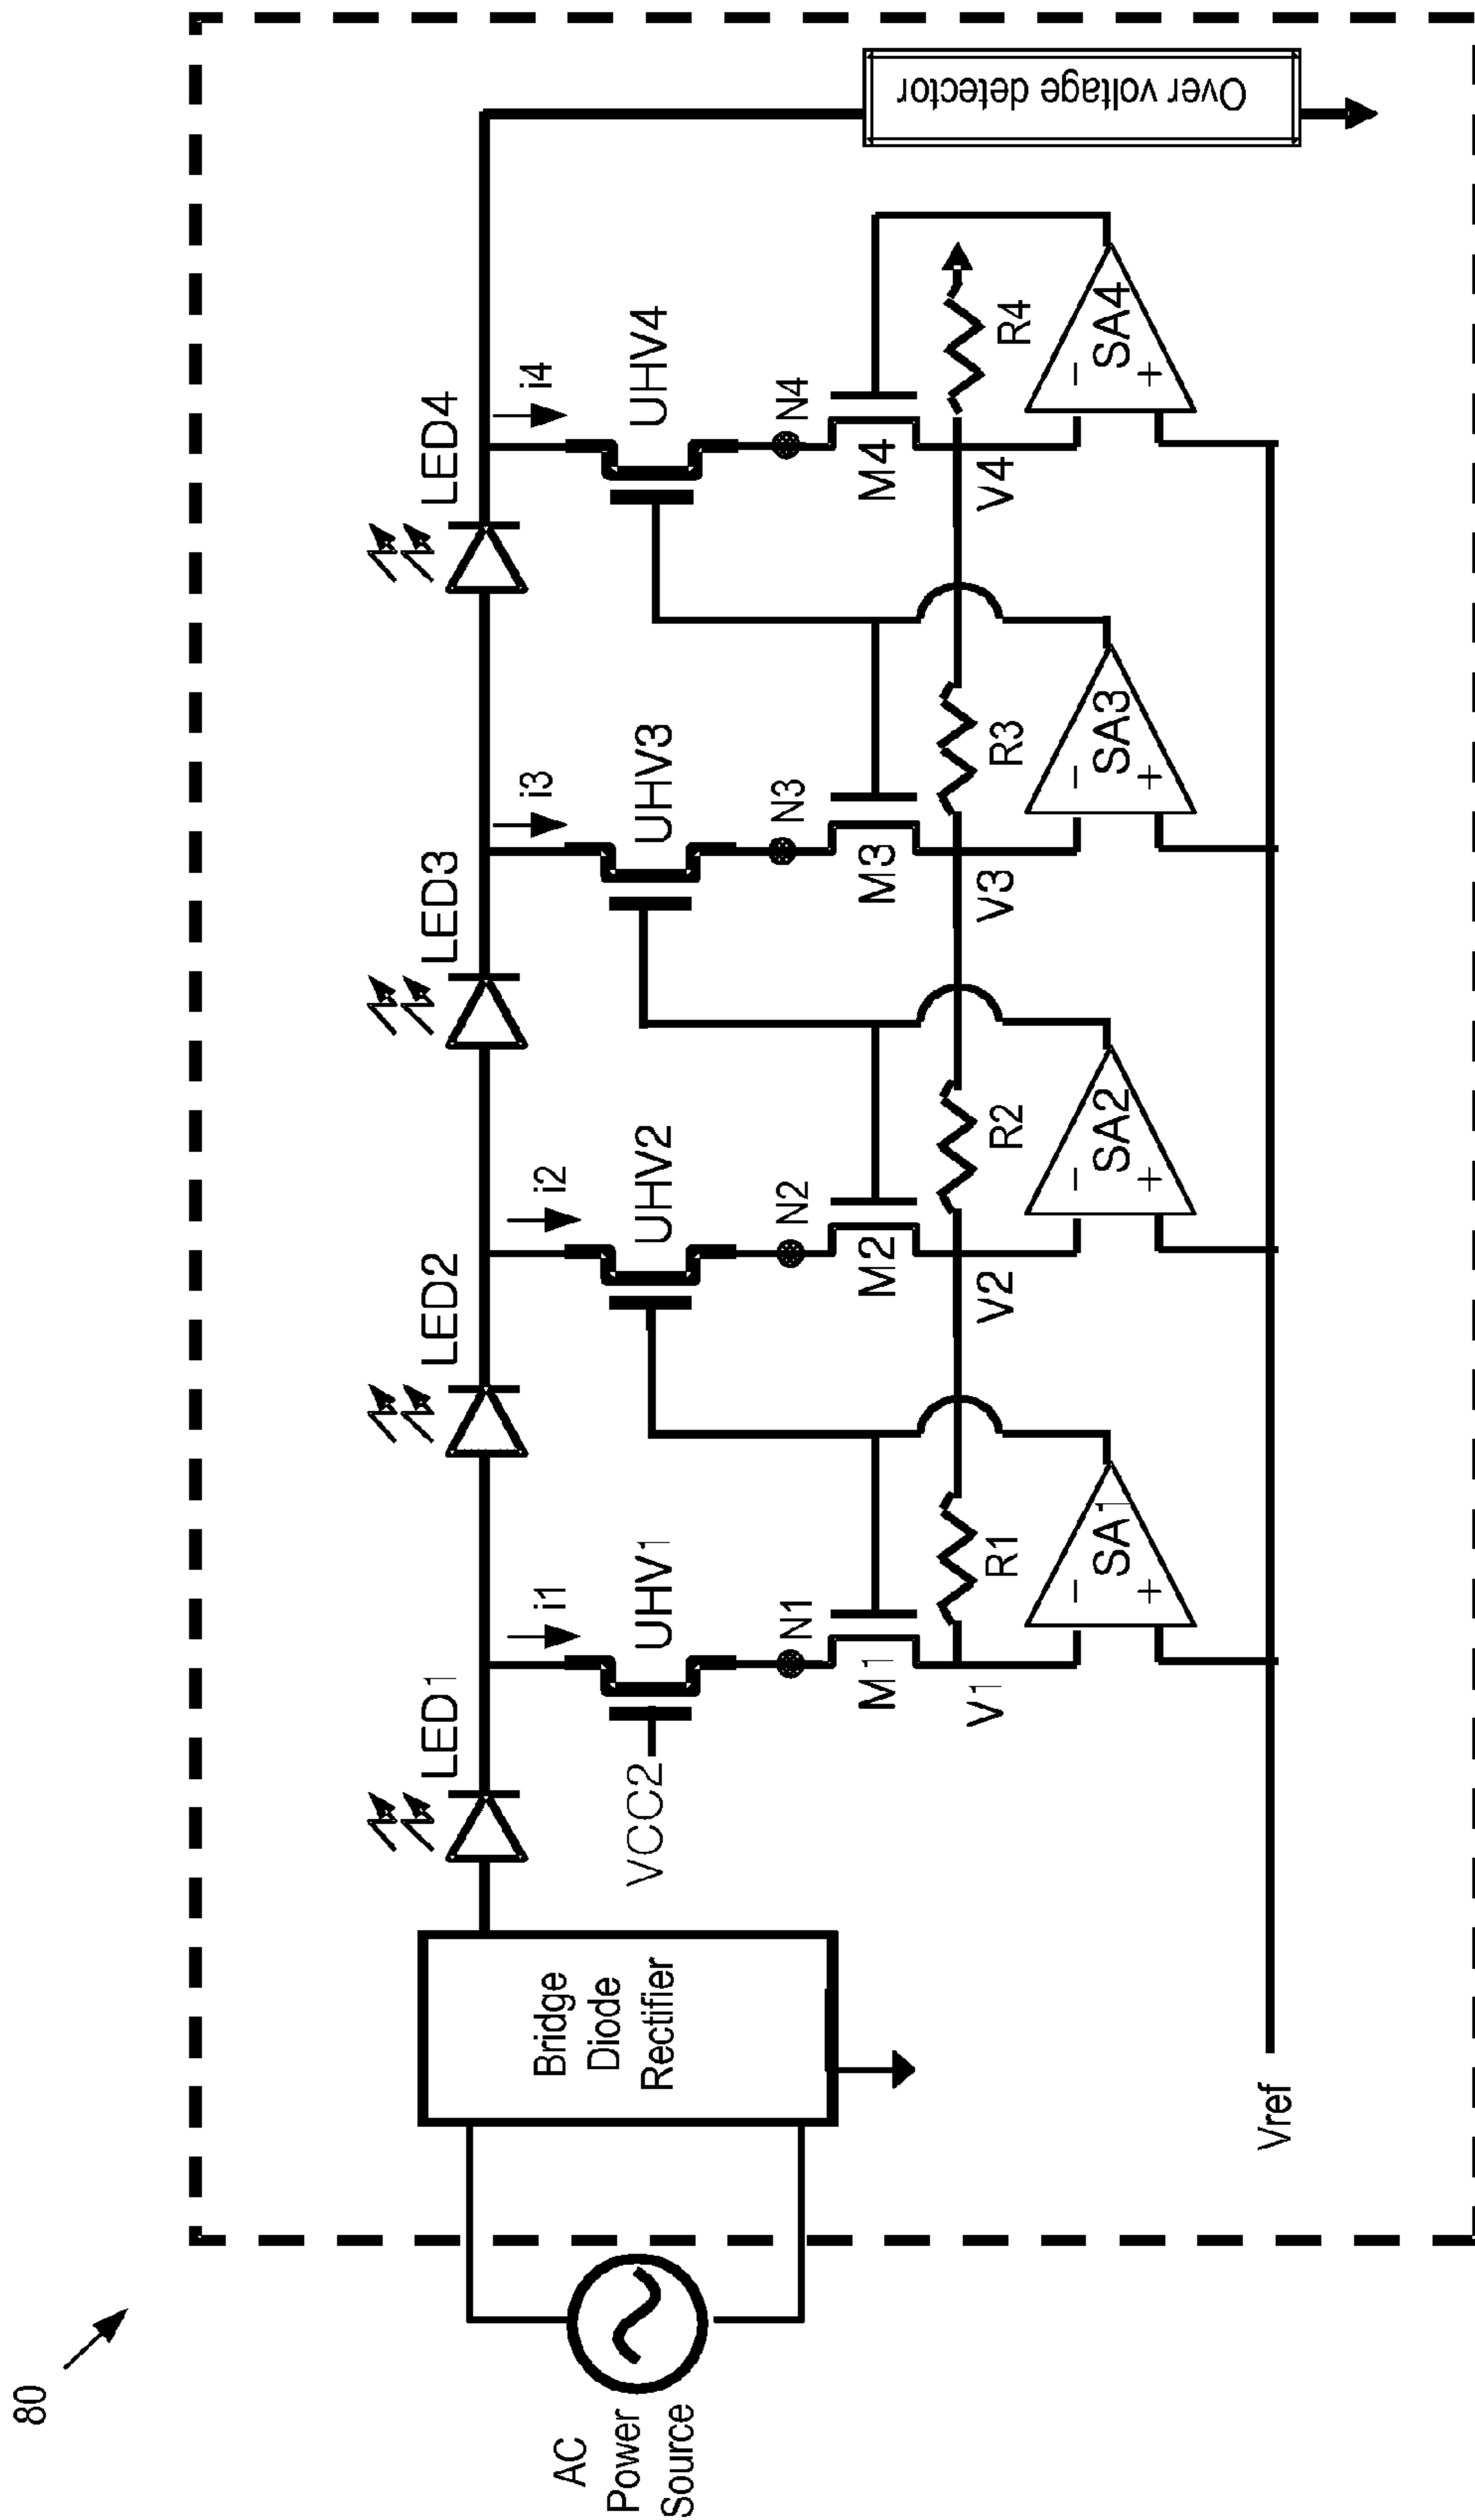 80
AC
Power
Source
Bridge
Diode
Rectifier
LED1
LED2
LED3
LED4
i1
i2
i3
i4
VCC2
UHV1
UHV2
UHV3
UHV4
N1
N2
N3
N4
M1
M2
M3
M4
V1
V2
V3
V4
R1
R2
R3
R4
SA1
SA2
SA3
SA4
−
+
−
+
−
+
−
+
Vref
Over voltage detector